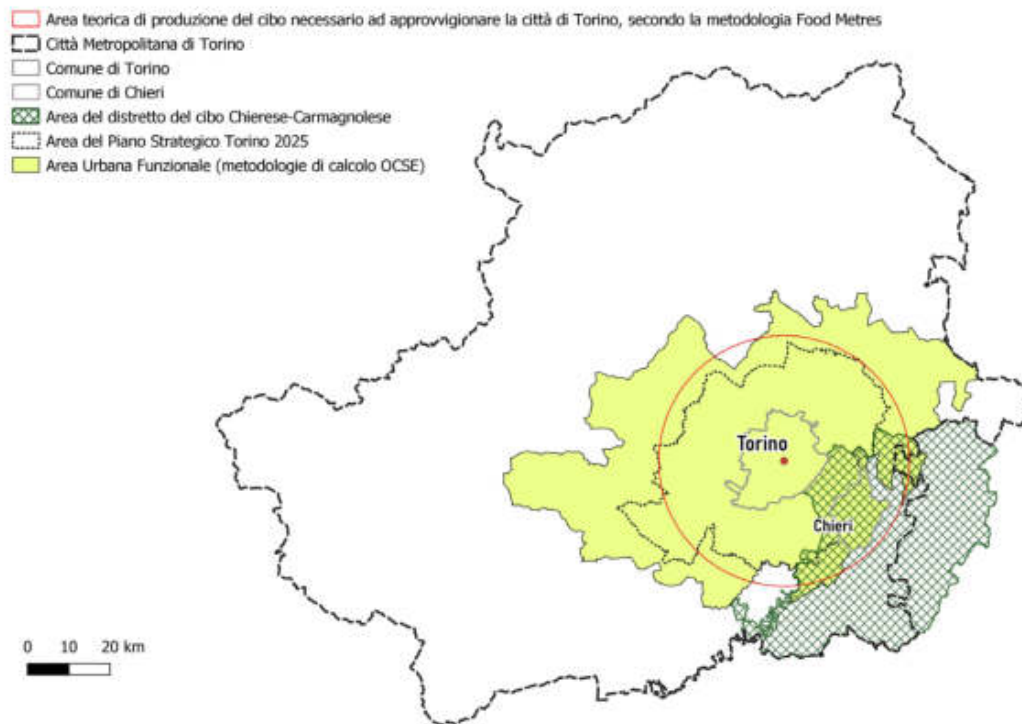 Area teorica di produzione del cibo necessario ad approvvigionare la città di Torino, secondo la metodologia Food Metres
Città Metropolitana di Torino
Comune di Torino
Comune di Chieri
Area del distretto del cibo Chierese-Carmagnolese
Area del Piano Strategico Torino 2025
Area Urbana Funzionale (metodologie di calcolo OCSE)
Torino
Chieri
0 10 20 km